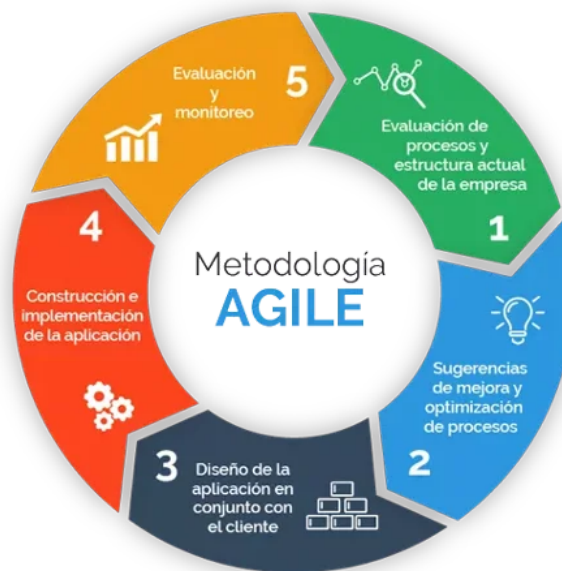 Metodología
AGILE
Evaluación de
procesos y
estructura actual
de la empresa
1
Sugerencias
de mejora y
optimización
de procesos
2
3
Diseño de la
aplicación en
conjunto con
el cliente
4
Construcción e
implementación
de la aplicación
5
Evaluación
y
monitoreo